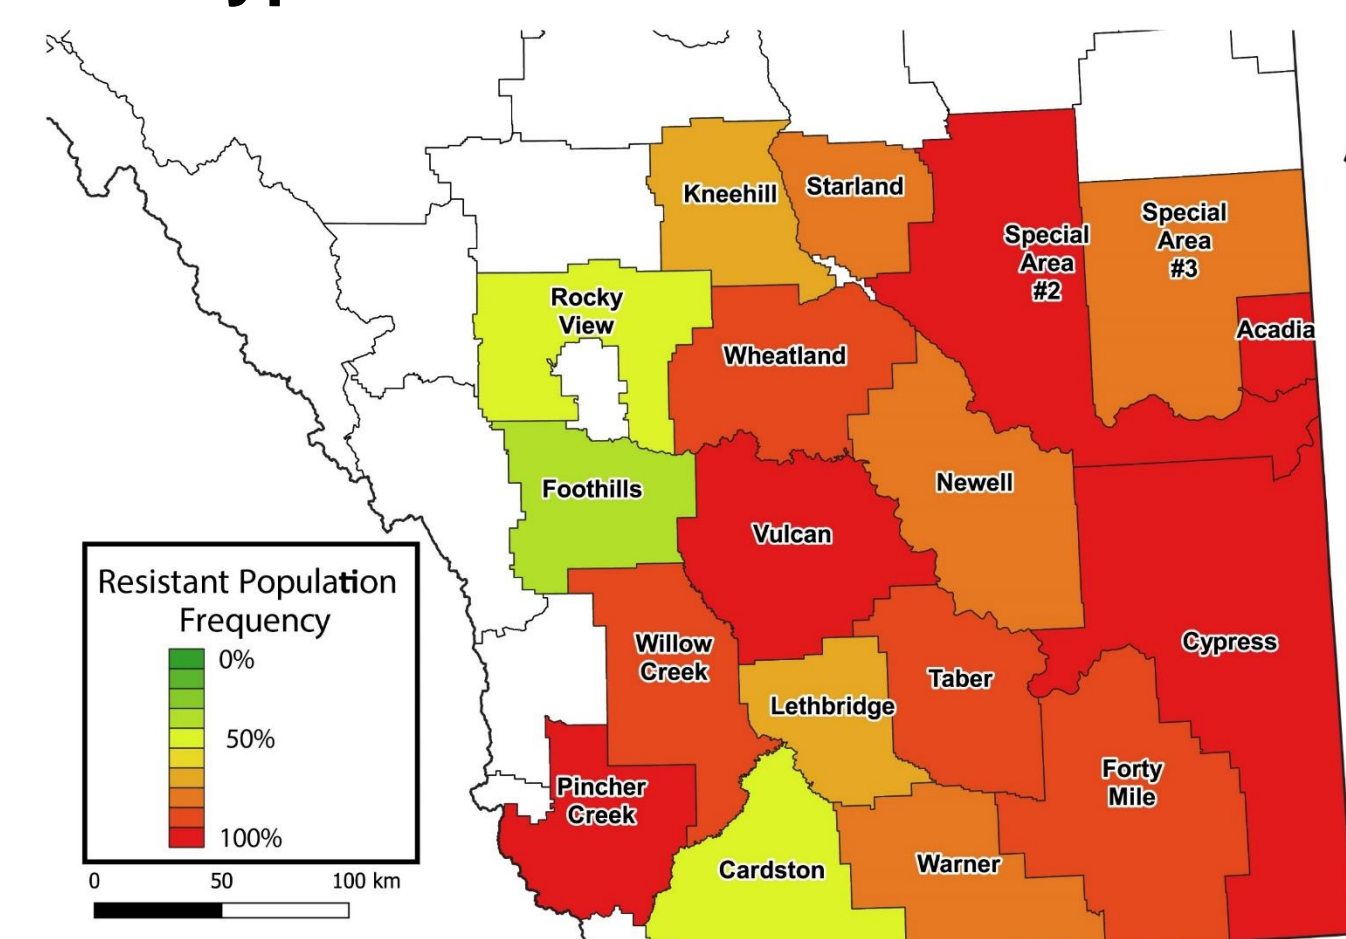 Kneehill
Starland
Special
Area
#2
Special
Area
#3
Rocky
View
Wheatland
Acadia
Foothills
Newell
Vulcan
Resistant Population
Frequency
0%
50%
100%
Willow
Creek
Taber
Cypress
Lethbridge
Pincher
Creek
Forty
Mile
Cardston
Warner
0 50 100 km